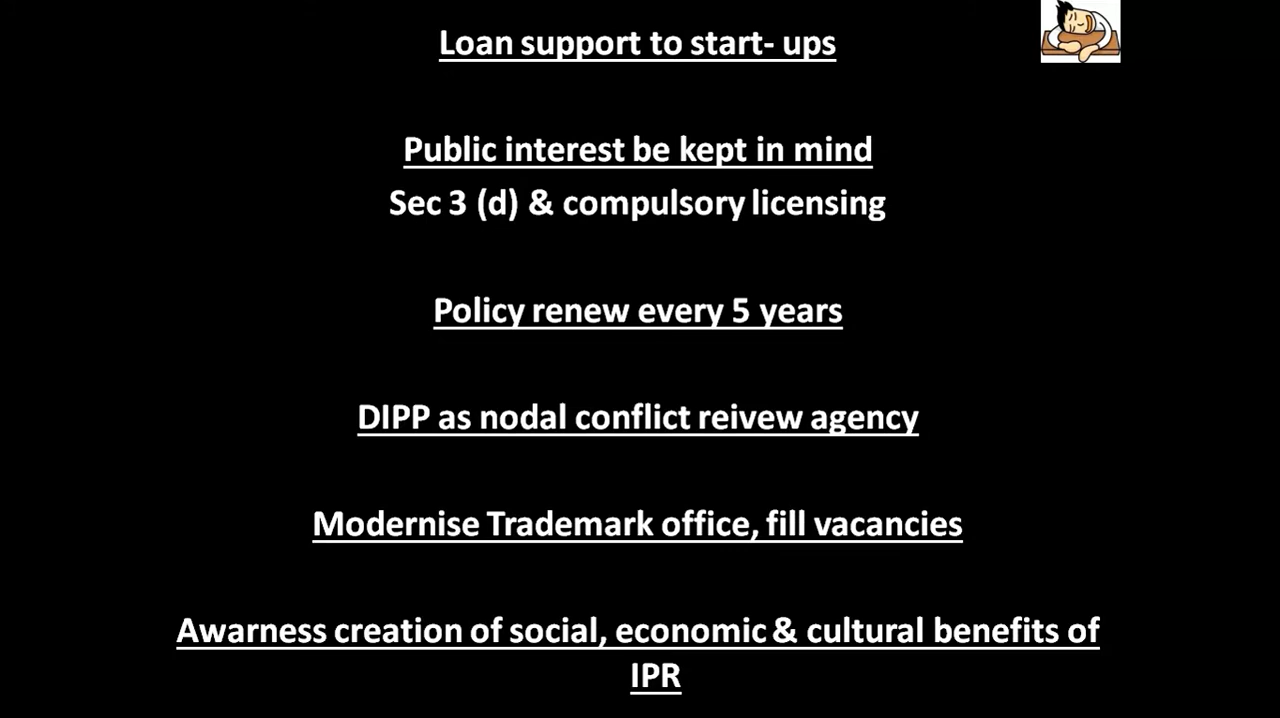 Loan support to start- ups
Public interest be kept in mind
Sec 3 (d) & compulsory licensing
Policy renew every 5 years
DIPP as nodal conflict reivew agency
Modernise Trademark office, fill vacancies
Awarness creation of social, economic & cultural benefits of
IPR